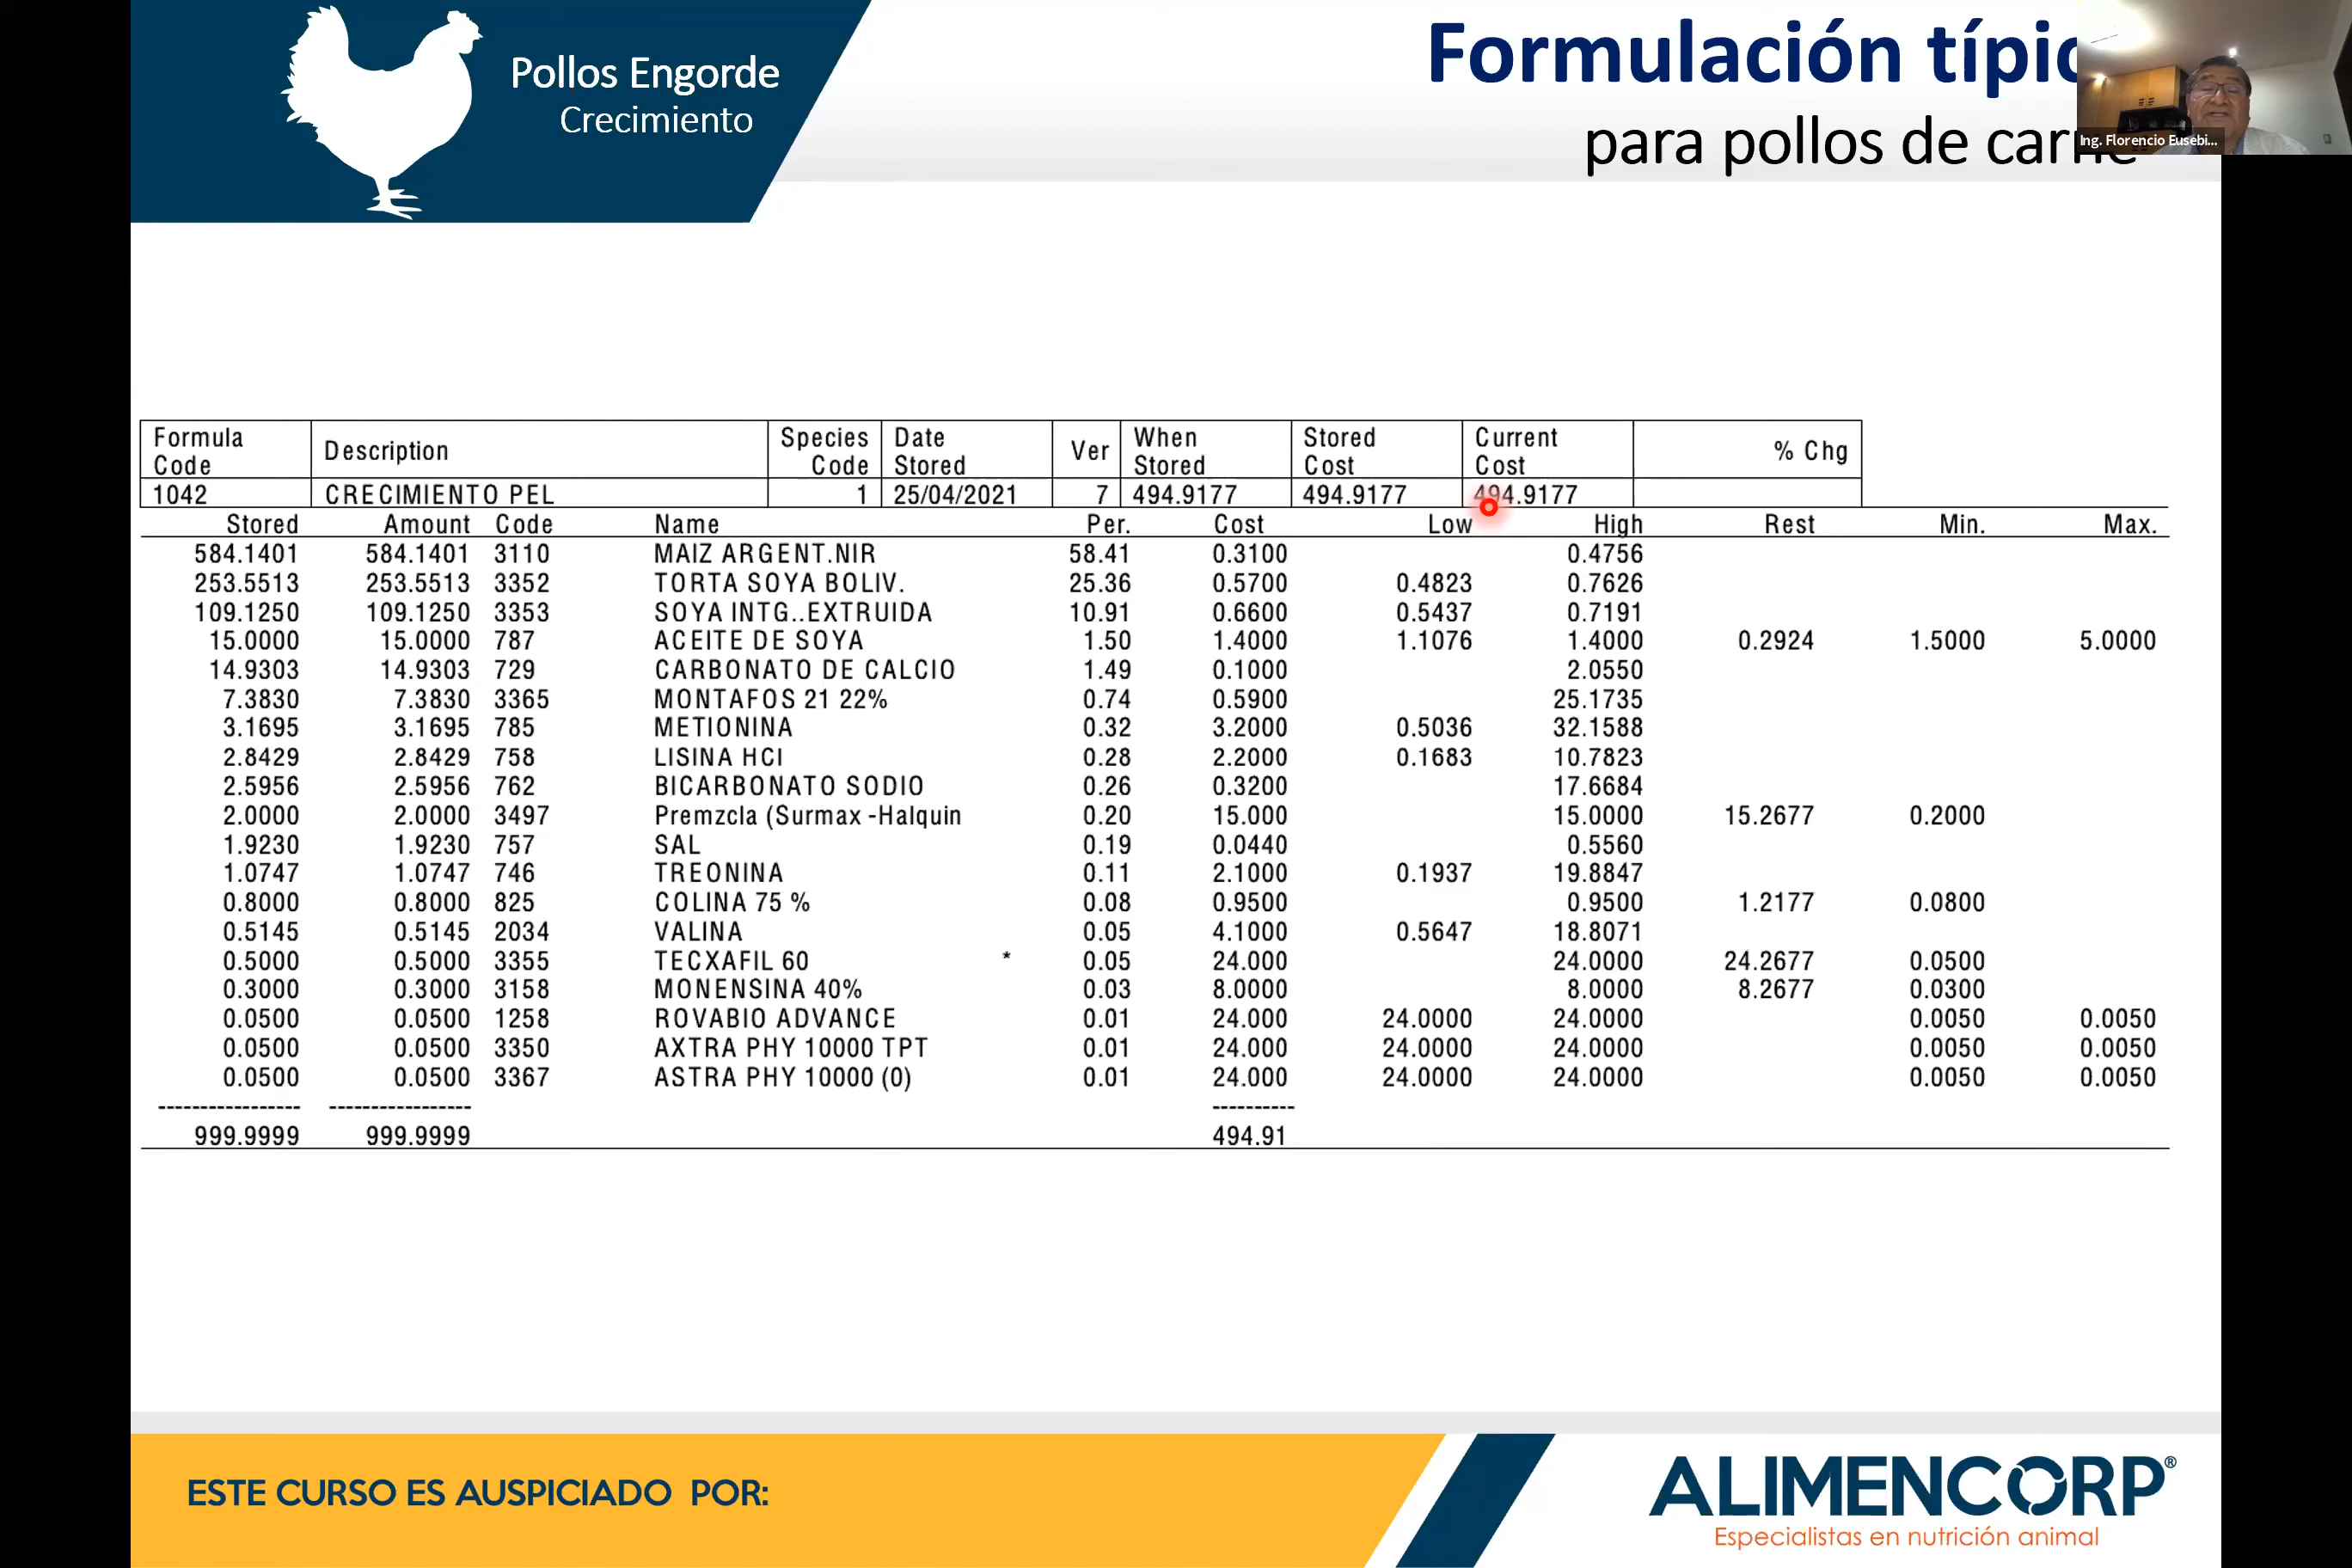 Pollos Engorde
Crecimiento
Formulación típic
para pollos de carne
Ing. Florencio Eusebi...
Formula Code Description Species Code Date Stored Ver When Stored Stored Cost Current Cost % Chg
1042 CRECIMIENTO PEL 1 25/04/2021 7 494.9177 494.9177 494.9177
Stored Amount Code Name Per. Cost Low High Rest Min. Max.
584.1401 584.1401 3110 MAIZ ARGENT.NIR 58.41 0.3100 0.4756
253.5513 253.5513 3352 TORTA SOYA BOLIV. 25.36 0.5700 0.4823 0.7626
109.1250 109.1250 3353 SOYA INTG..EXTRUIDA 10.91 0.6600 0.5437 0.7191
15.0000 15.0000 787 ACEITE DE SOYA 1.50 1.4000 1.1076 1.4000 0.2924 1.5000 5.0000
14.9303 14.9303 729 CARBONATO DE CALCIO 1.49 0.1000 2.0550
7.3830 7.3830 3365 MONTAFOS 21 22% 0.74 0.5900 25.1735
3.1695 3.1695 785 METIONINA 0.32 3.2000 0.5036 32.1588
2.8429 2.8429 758 LISINA HCl 0.28 2.2000 0.1683 10.7823
2.5956 2.5956 762 BICARBONATO SODIO 0.26 0.3200 17.6684
2.0000 2.0000 3497 Premzcla (Surmax -Halquin 0.20 15.000 15.0000 15.2677 0.2000
1.9230 1.9230 757 SAL 0.19 0.0440 0.5560
1.0747 1.0747 746 TREONINA 0.11 2.1000 0.1937 19.8847
0.8000 0.8000 825 COLINA 75 % 0.08 0.9500 0.9500 1.2177 0.0800
0.5145 0.5145 2034 VALINA 0.05 4.1000 0.5647 18.8071
0.5000 0.5000 3355 TECXAFIL 60 * 0.05 24.000 24.0000 24.2677 0.0500
0.3000 0.3000 3158 MONENSINA 40% 0.03 8.0000 8.0000 8.2677 0.0300
0.0500 0.0500 1258 ROVABIO ADVANCE 0.01 24.000 24.0000 24.0000 0.0050 0.0050
0.0500 0.0500 3350 AXTRA PHY 10000 TPT 0.01 24.000 24.0000 24.0000 0.0050 0.0050
0.0500 0.0500 3367 ASTRA PHY 10000 (0) 0.01 24.000 24.0000 24.0000 0.0050 0.0050
999.9999 999.9999 494.91
ESTE CURSO ES AUSPICIADO POR:
ALIMENCORP®
Especialistas en nutrición animal